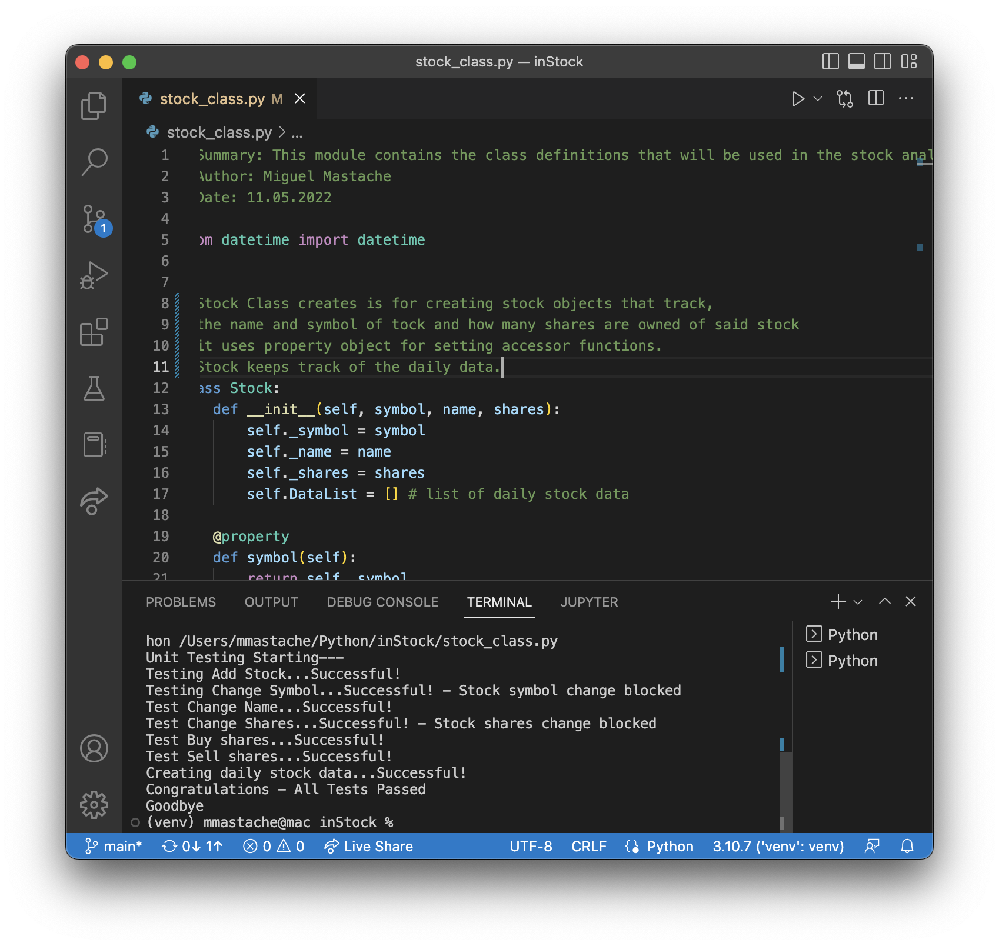 stock_class.py — inStock
stock_class.py M
stock_class.py > ...
1 Summary: This module contains the class definitions that will be used in the stock anal
2 Author: Miguel Mastache
3 Date: 11.05.2022
4
5 om datetime import datetime
6
7
8 Stock Class creates is for creating stock objects that track,
9 the name and symbol of tock and how many shares are owned of said stock
10 it uses property object for setting accessor functions.
11 Stock keeps track of the daily data.
12 ass Stock:
13 def __init__(self, symbol, name, shares):
14 self._symbol = symbol
15 self._name = name
16 self._shares = shares
17 self.DataList = [] # list of daily stock data
18
19 @property
20 def symbol(self):
21 return self._symbol
1
PROBLEMS OUTPUT DEBUG CONSOLE TERMINAL JUPYTER
hon /Users/mmastache/Python/inStock/stock_class.py
Unit Testing Starting---
Testing Add Stock...Successful!
Testing Change Symbol...Successful! - Stock symbol change blocked
Test Change Name...Successful!
Test Change Shares...Successful! - Stock shares change blocked
Test Buy shares...Successful!
Test Sell shares...Successful!
Creating daily stock data...Successful!
Congratulations - All Tests Passed
Goodbye
(venv) mmastache@mac inStock %
Python
Python
main* 0↓ 1↑ 0 0 Live Share UTF-8 CRLF Python 3.10.7 ('venv': venv)